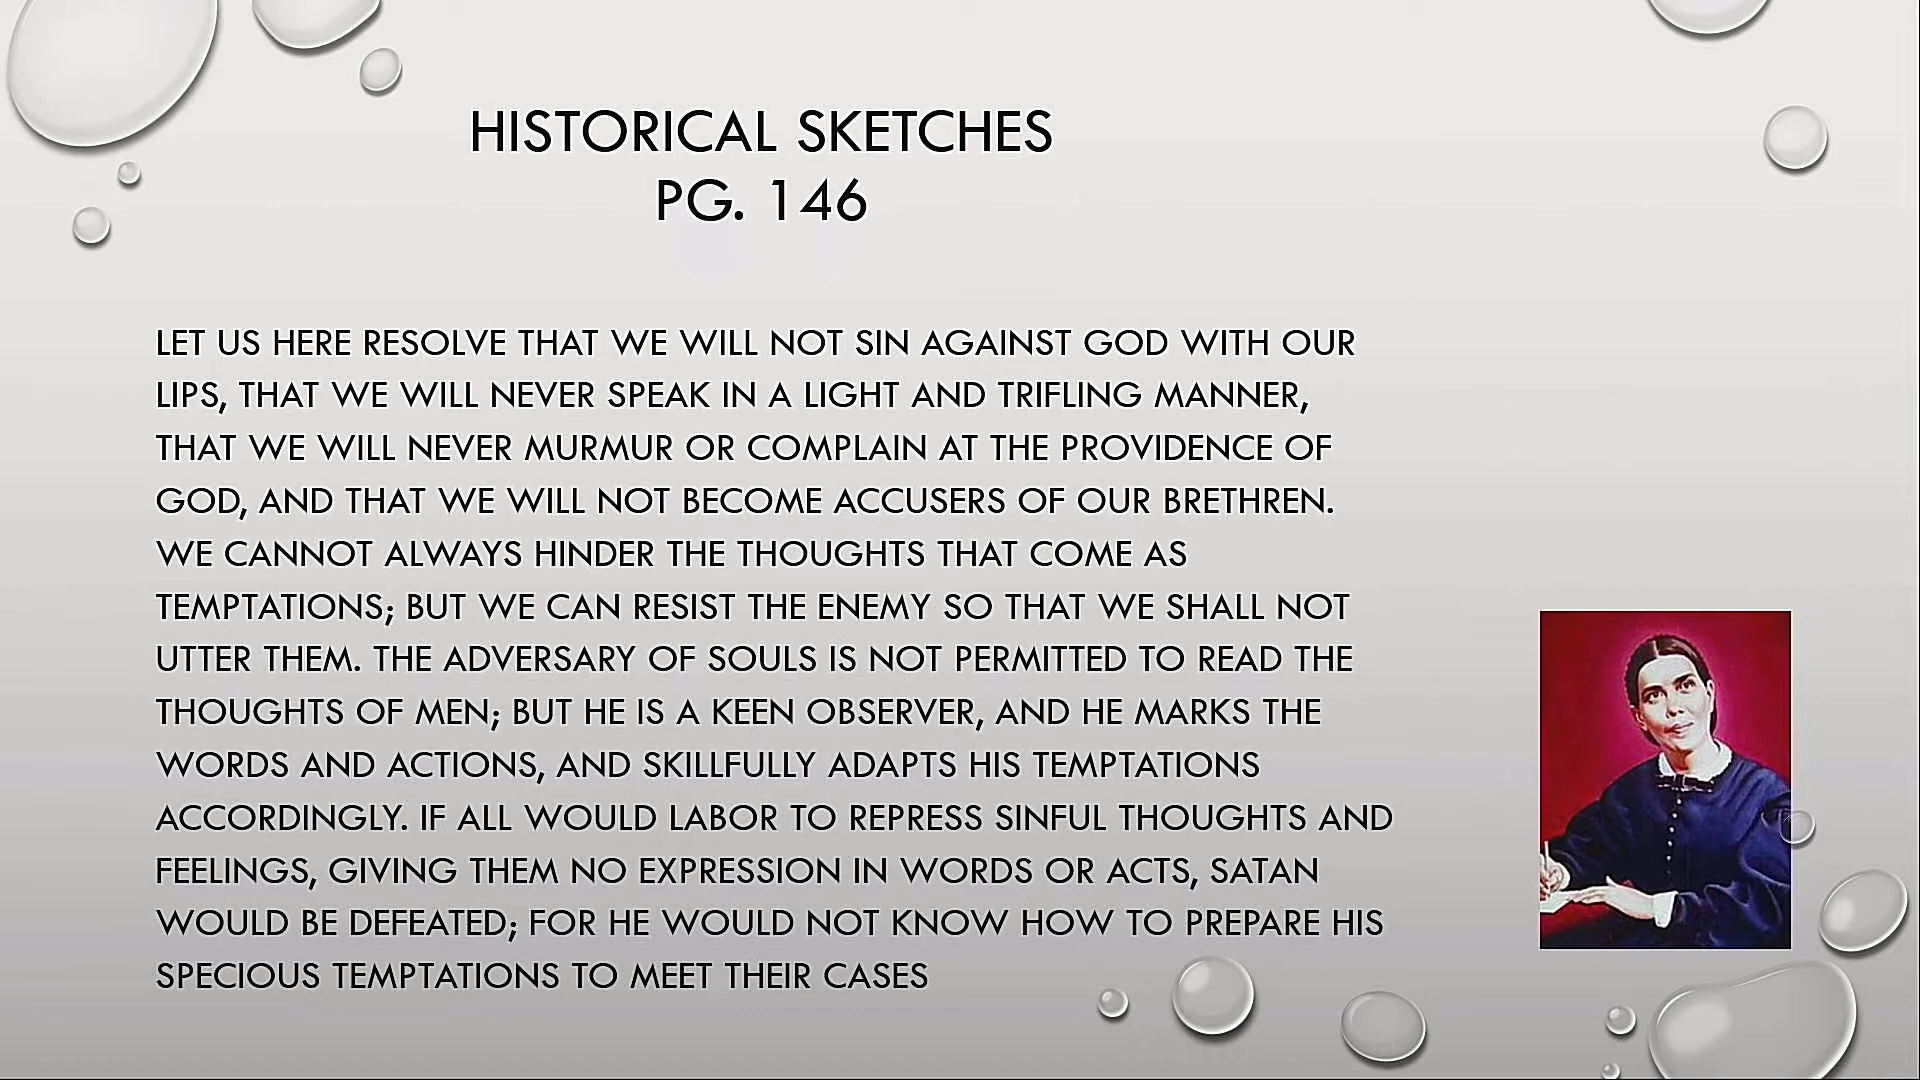 HISTORICAL SKETCHES
PG. 146
LET US HERE RESOLVE THAT WE WILL NOT SIN AGAINST GOD WITH OUR
LIPS, THAT WE WILL NEVER SPEAK IN A LIGHT AND TRIFLING MANNER,
THAT WE WILL NEVER MURMUR OR COMPLAIN AT THE PROVIDENCE OF
GOD, AND THAT WE WILL NOT BECOME ACCUSERS OF OUR BRETHREN.
WE CANNOT ALWAYS HINDER THE THOUGHTS THAT COME AS
TEMPTATIONS; BUT WE CAN RESIST THE ENEMY SO THAT WE SHALL NOT
UTTER THEM. THE ADVERSARY OF SOULS IS NOT PERMITTED TO READ THE
THOUGHTS OF MEN; BUT HE IS A KEEN OBSERVER, AND HE MARKS THE
WORDS AND ACTIONS, AND SKILLFULLY ADAPTS HIS TEMPTATIONS
ACCORDINGLY. IF ALL WOULD LABOR TO REPRESS SINFUL THOUGHTS AND
FEELINGS, GIVING THEM NO EXPRESSION IN WORDS OR ACTS, SATAN
WOULD BE DEFEATED; FOR HE WOULD NOT KNOW HOW TO PREPARE HIS
SPECIOUS TEMPTATIONS TO MEET THEIR CASES